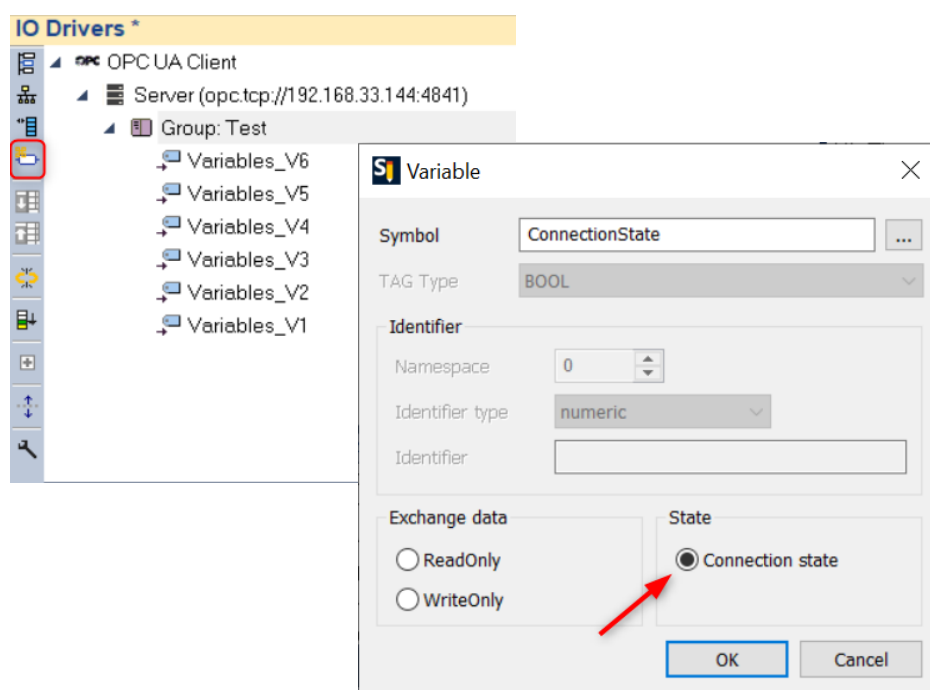 IO Drivers *
OPC OPC UA Client
Server (opc.tcp://192.168.33.144:4841)
Group: Test
Variables_V6
Variables_V5
Variables_V4
Variables_V3
Variables_V2
Variables_V1
Variable
Symbol ConnectionState ...
TAG Type BOOL
Identifier
Namespace 0
Identifier type numeric
Identifier
Exchange data
ReadOnly
WriteOnly
State
Connection state
OK Cancel